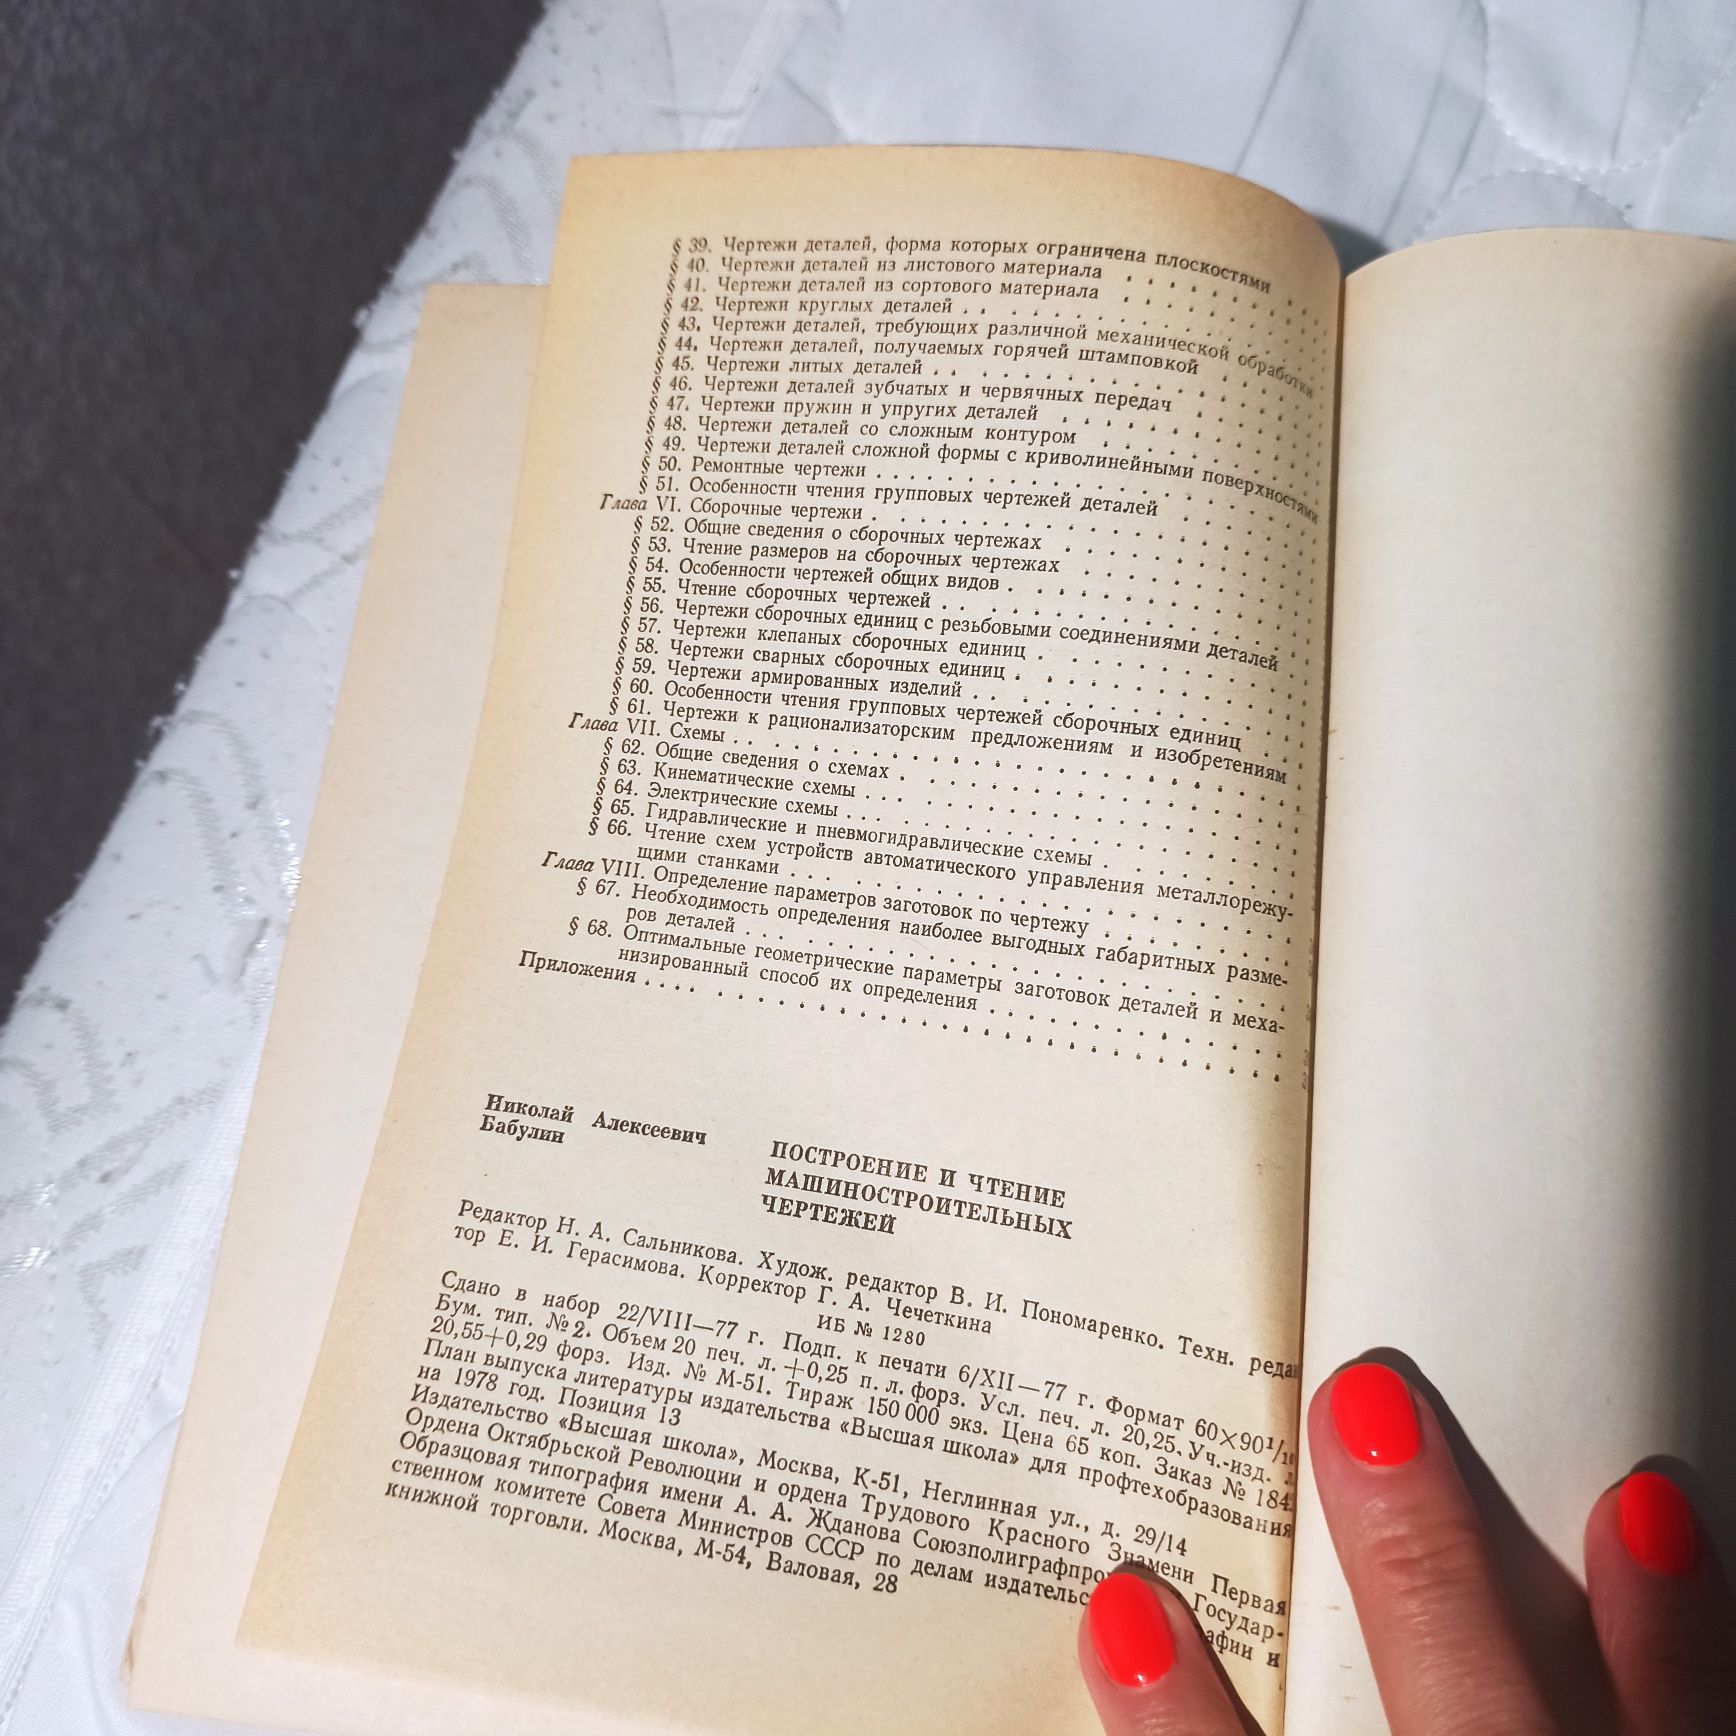 § 39. Чертежи деталей, форма которых ограничена плоскостями
§ 40. Чертежи деталей из листового материала
§ 41. Чертежи деталей из сортового материала
§ 42. Чертежи круглых деталей
§ 43. Чертежи деталей, требующих различной механической обработки
§ 44. Чертежи деталей, получаемых горячей штамповкой
§ 45. Чертежи литых деталей
§ 46. Чертежи деталей зубчатых и червячных передач
§ 47. Чертежи пружин и упругих деталей
§ 48. Чертежи деталей со сложным контуром
§ 49. Чертежи деталей сложной формы с криволинейными поверхностями
§ 50. Ремонтные чертежи
§ 51. Особенности чтения групповых чертежей деталей
Глава VI. Сборочные чертежи
§ 52. Общие сведения о сборочных чертежах
§ 53. Чтение размеров на сборочных чертежах
§ 54. Особенности чертежей общих видов
§ 55. Чтение сборочных чертежей
§ 56. Чертежи сборочных единиц с резьбовыми соединениями деталей
§ 57. Чертежи клепаных сборочных единиц
§ 58. Чертежи сварных сборочных единиц
§ 59. Чертежи армированных изделий
§ 60. Особенности чтения групповых чертежей сборочных единиц
§ 61. Чертежи к рационализаторским предложениям и изобретениям
Глава VII. Схемы
§ 62. Общие сведения о схемах
§ 63. Кинематические схемы
§ 64. Электрические схемы
§ 65. Гидравлические и пневмогидравлические схемы
§ 66. Чтение схем устройств автоматического управления металлорежу-
щими станками
Глава VIII. Определение параметров заготовок по чертежу
§ 67. Необходимость определения наиболее выгодных габаритных разме-
ров деталей
§ 68. Оптимальные геометрические параметры заготовок деталей и меха-
низированный способ их определения
Приложения
Николай Алексеевич
Бабулин
ПОСТРОЕНИЕ И ЧТЕНИЕ
МАШИНОСТРОИТЕЛЬНЫХ
ЧЕРТЕЖЕЙ
Редактор Н. А. Сальникова. Худож. редактор В. И. Пономаренко. Техн. редак
тор Е. И. Герасимова. Корректор Г. А. Чечеткина
ИБ № 1280
Сдано в набор 22/VIII—77 г. Подп. к печати 6/XII—77 г. Формат 60×90¹/₁₆
Бум. тип. №2. Объем 20 печ. л.+0,25 п. л. форз. Усл. печ. л. 20,25. Уч.-изд. л
20,55+0,29 форз. Изд. № М-51. Тираж 150 000 экз. Цена 65 коп. Заказ № 184
План выпуска литературы издательства «Высшая школа» для профтехобразования
на 1978 год. Позиция 13
Издательство «Высшая школа», Москва, К-51, Неглинная ул., д. 29/14
Ордена Октябрьской Революции и ордена Трудового Красного Знамени Первая
Образцовая типография имени А. А. Жданова Союзполиграфпро Государ-
ственном комитете Совета Министров СССР по делам издательс афии и
книжной торговли. Москва, М-54, Валовая, 28